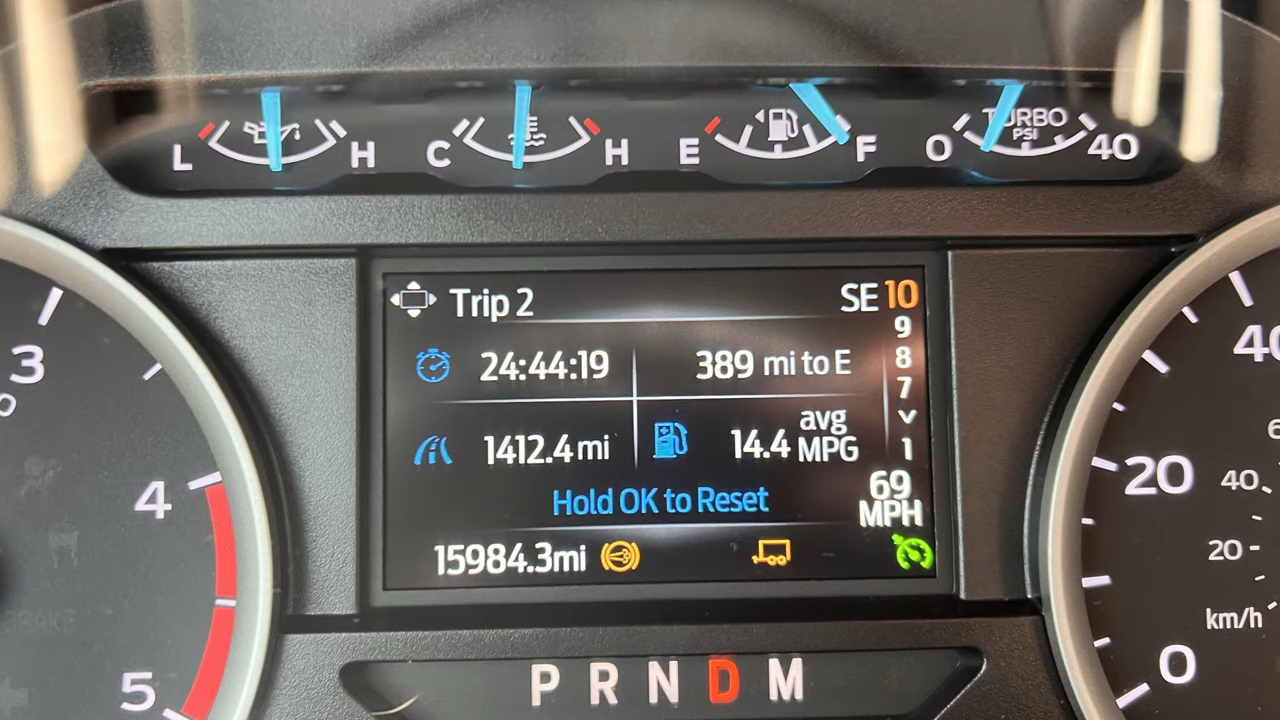 L H C H E F 0 TURBO PSI 40
Trip 2 SE 10
9
24:44:19 389 mi to E 8
7
1412.4 mi 14.4 avg MPG 1
Hold OK to Reset 69 MPH
15984.3mi
P R N D M
3
4
5
40
20 40
20
km/h
0